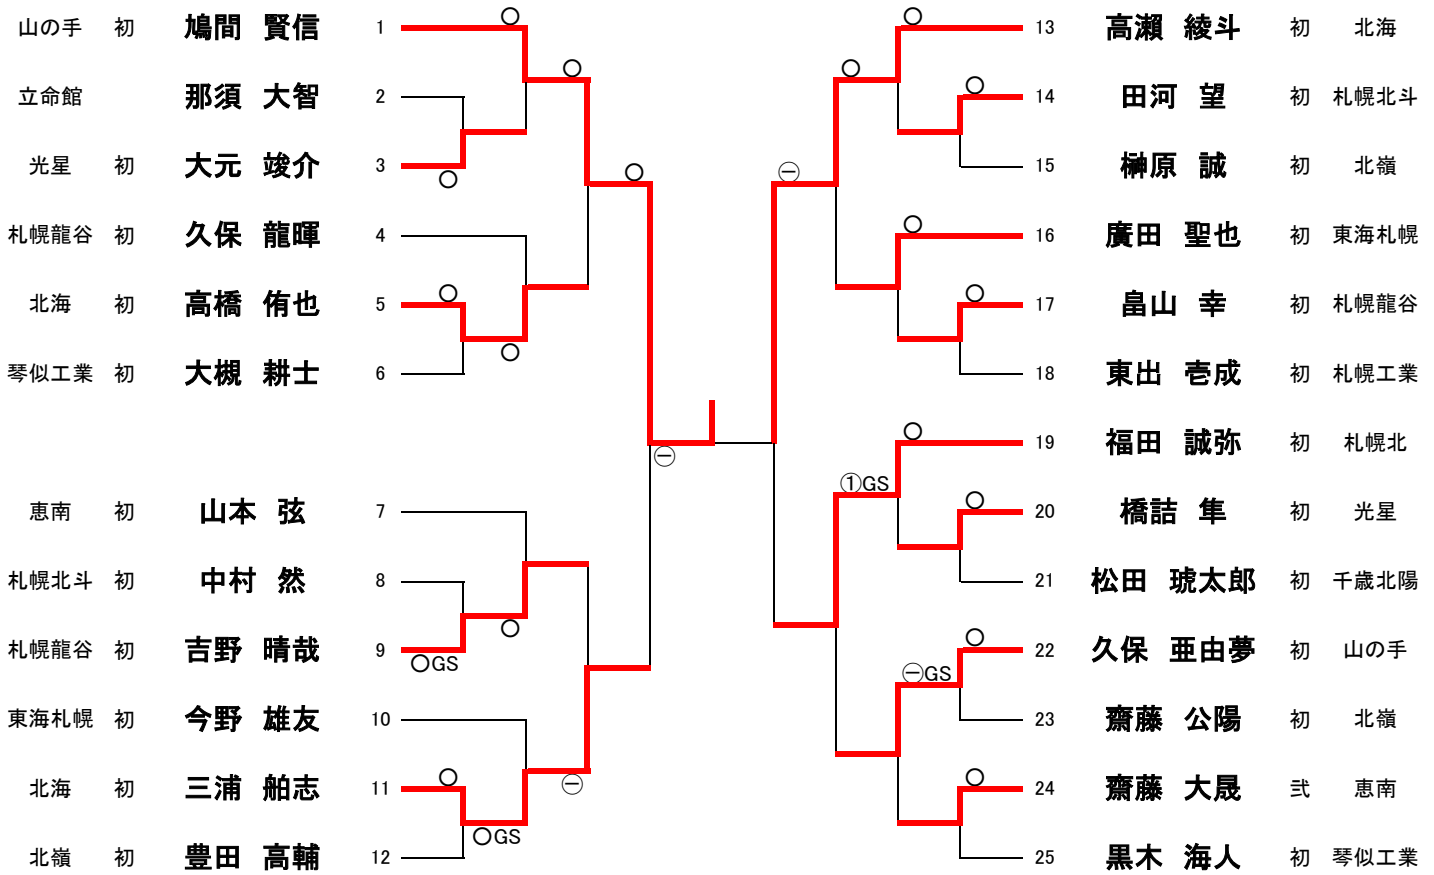 山の手 初 鳩間 賢信 1
立命館 那須 大智 2
光星 初 大元 竣介 3
札幌龍谷 初 久保 龍暉 4
北海 初 高橋 侑也 5
琴似工業 初 大槻 耕士 6
恵南 初 山本 弦 7
札幌北斗 初 中村 然 8
札幌龍谷 初 吉野 晴哉 9
〇GS
東海札幌 初 今野 雄友 10
北海 初 三浦 舶志 11
〇GS
北嶺 初 豊田 高輔 12
13 高瀬 綾斗 初 北海
14 田河 望 初 札幌北斗
15 榊原 誠 初 北嶺
16 廣田 聖也 初 東海札幌
17 畠山 幸 初 札幌龍谷
18 東出 壱成 初 札幌工業
19 福田 誠弥 初 札幌北
①GS
20 橋詰 隼 初 光星
21 松田 琥太郎 初 千歳北陽
22 久保 亜由夢 初 山の手
㊀GS
23 齋藤 公陽 初 北嶺
24 齋藤 大晟 弐 恵南
25 黒木 海人 初 琴似工業